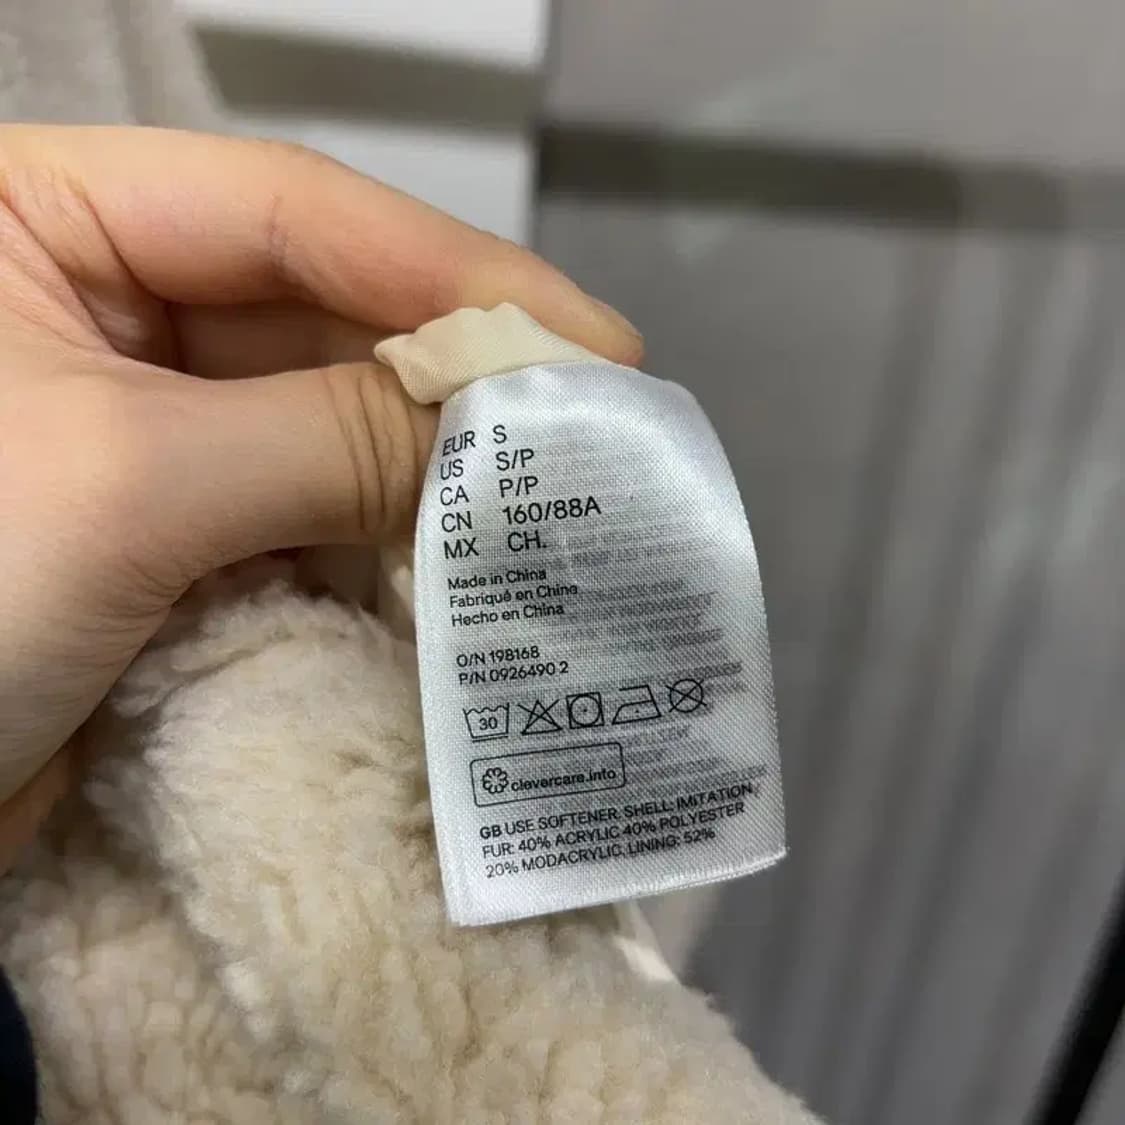 EUR S
US S/P
CA P/P
CN 160/88A
MX CH.
Made in China
Fabriqué en Chine
Hecho en China
O/N 198168
P/N 0926490 2
30
clevercare.info
GB USE SOFTENER. SHELL: IMITATION
FUR: 40% ACRYLIC 40% POLYESTER
20% MODACRYLIC. LINING: 52%